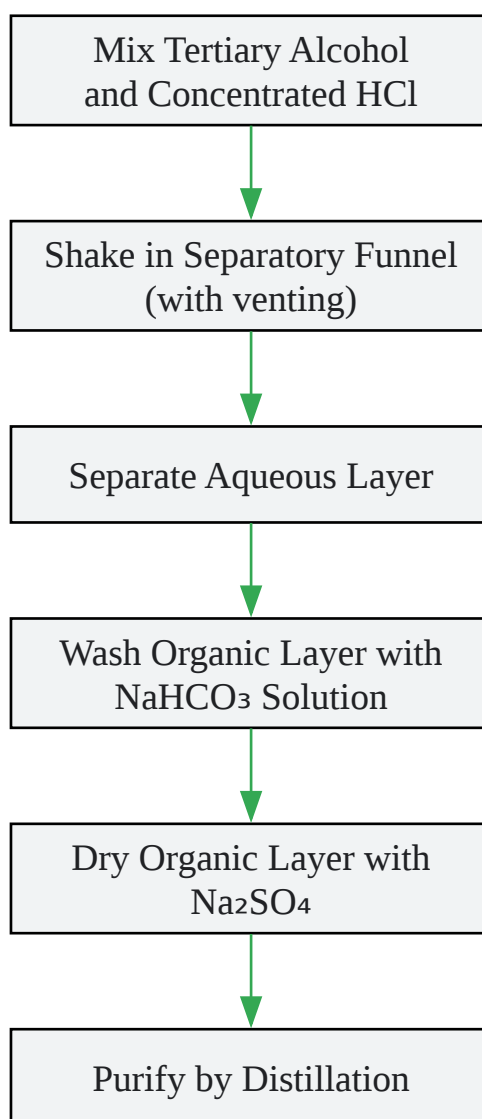 Mix Tertiary Alcohol
and Concentrated HCl
Shake in Separatory Funnel
(with venting)
Separate Aqueous Layer
Wash Organic Layer with
NaHCO₃ Solution
Dry Organic Layer with
Na₂SO₄
Purify by Distillation